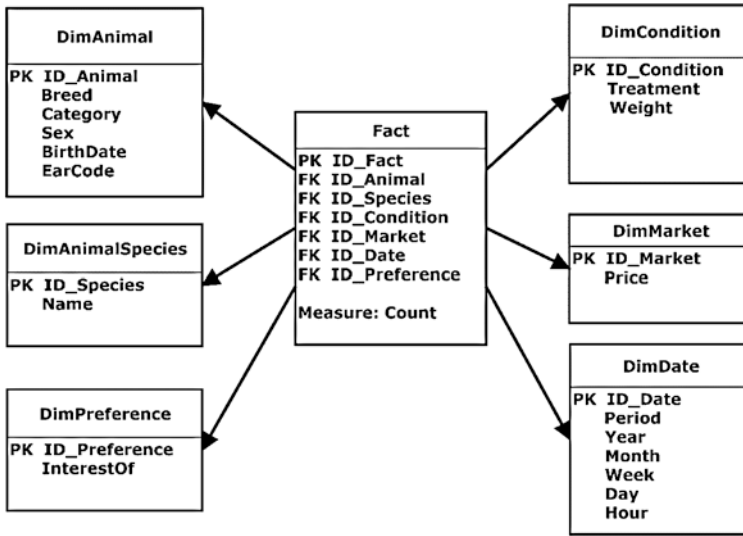 DimAnimal
PK ID_Animal
Breed
Category
Sex
BirthDate
EarCode
DimAnimalSpecies
PK ID_Species
Name
DimPreference
PK ID_Preference
InterestOf
Fact
PK ID_Fact
FK ID_Animal
FK ID_Species
FK ID_Condition
FK ID_Market
FK ID_Date
FK ID_Preference
Measure: Count
DimCondition
PK ID_Condition
Treatment
Weight
DimMarket
PK ID_Market
Price
DimDate
PK ID_Date
Period
Year
Month
Week
Day
Hour